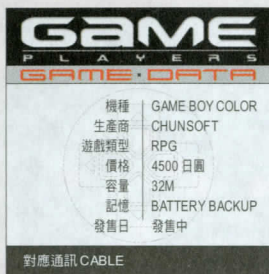 GAME
PLAYERS
GAME·DATA
機種 GAME BOY COLOR
生產商 CHUNSOFT
遊戲類型 RPG
價格 4500 日圓
容量 32M
記憶 BATTERY BACKUP
發售日 發售中
對應通訊 CABLE